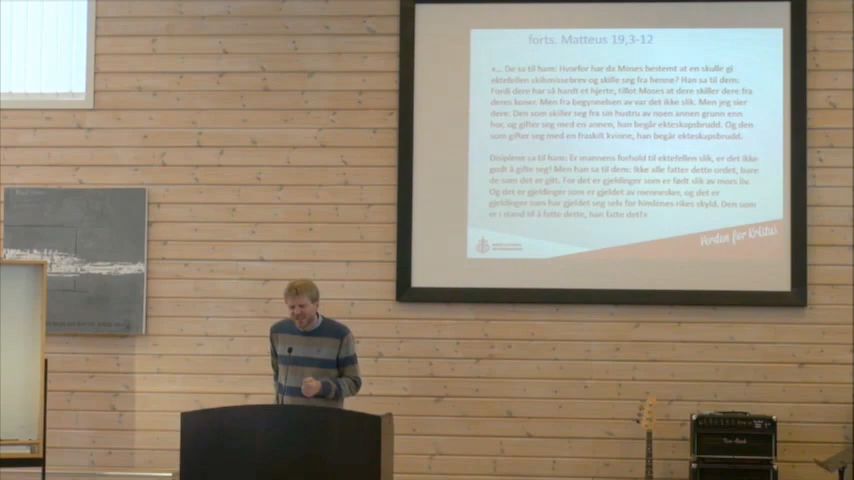 forts. Matteus 19,3-12
«... De sa til ham: Hvorfor har da Moses bestemt at en skulle gi
ektefellen skilsmissebrev og skille seg fra henne? Han sa til dem:
Fordi dere har så hardt et hjerte, tillot Moses at dere skiller dere fra
deres koner. Men fra begynnelsen av var det ikke slik. Men jeg sier
dere: Den som skiller seg fra sin hustru av noen annen grunn enn
hor, og gifter seg med en annen, han begår ekteskapsbrudd. Og den
som gifter seg med en fraskilt kvinne, han begår ekteskapsbrudd.
Disiplene sa til ham: Er mannens forhold til ektefellen slik, er det ikke
godt å gifte seg! Men han sa til dem: Ikke alle fatter dette ordet, bare
de som det er gitt. For det er gjeldinger som er født slik av mors liv.
Og det er gjeldinger som er gjeldet av mennesker, og det er
gjeldinger som har gjeldet seg selv for himlenes rikes skyld. Den som
er i stand til å fatte dette, han fatte det!»
Verden for Kristus